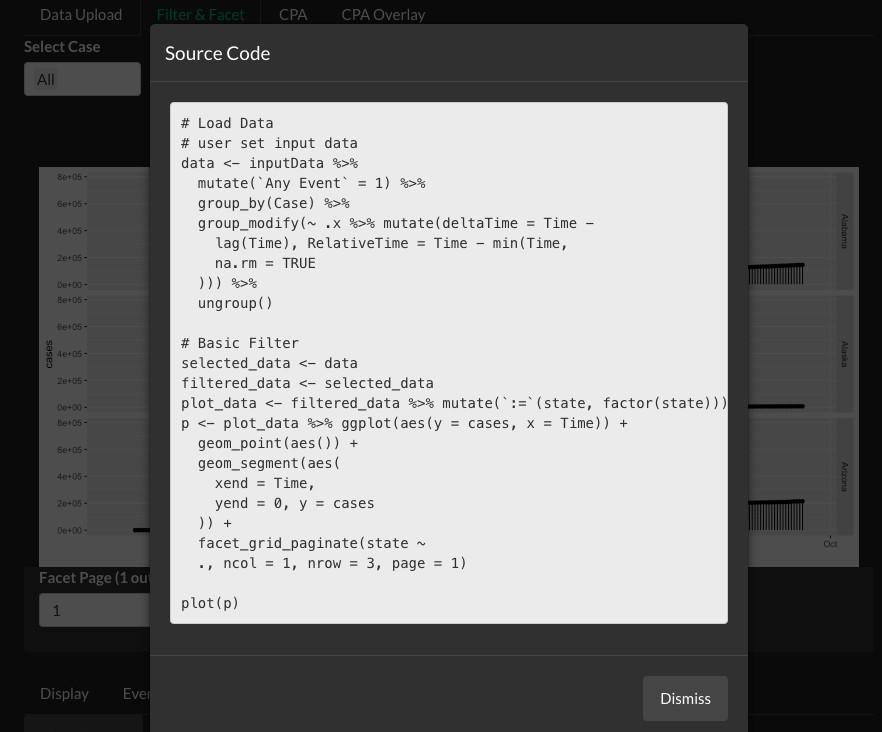 Data Upload
Filter & Facet
CPA
CPA Overlay
Select Case
All
Source Code
# Load Data
# user set input data
data <- inputData %>%
  mutate(`Any Event` = 1) %>%
  group_by(Case) %>%
  group_modify(~ .x %>% mutate(deltaTime = Time -
    lag(Time), RelativeTime = Time - min(Time,
    na.rm = TRUE
  ))) %>%
  ungroup()
# Basic Filter
selected_data <- data
filtered_data <- selected_data
plot_data <- filtered_data %>% mutate(`:=`(state, factor(state)))
p <- plot_data %>% ggplot(aes(y = cases, x = Time)) +
  geom_point(aes()) +
  geom_segment(aes(
    xend = Time,
    yend = 0, y = cases
  )) +
  facet_grid_paginate(state ~
  ., ncol = 1, nrow = 3, page = 1)
plot(p)
Dismiss
cases
8e+05
6e+05
4e+05
2e+05
0e+00
8e+05
6e+05
4e+05
2e+05
0e+00
8e+05
6e+05
4e+05
2e+05
0e+00
Alabama
Alaska
Arizona
Oct
Facet Page (1 out
1
Display
Eve